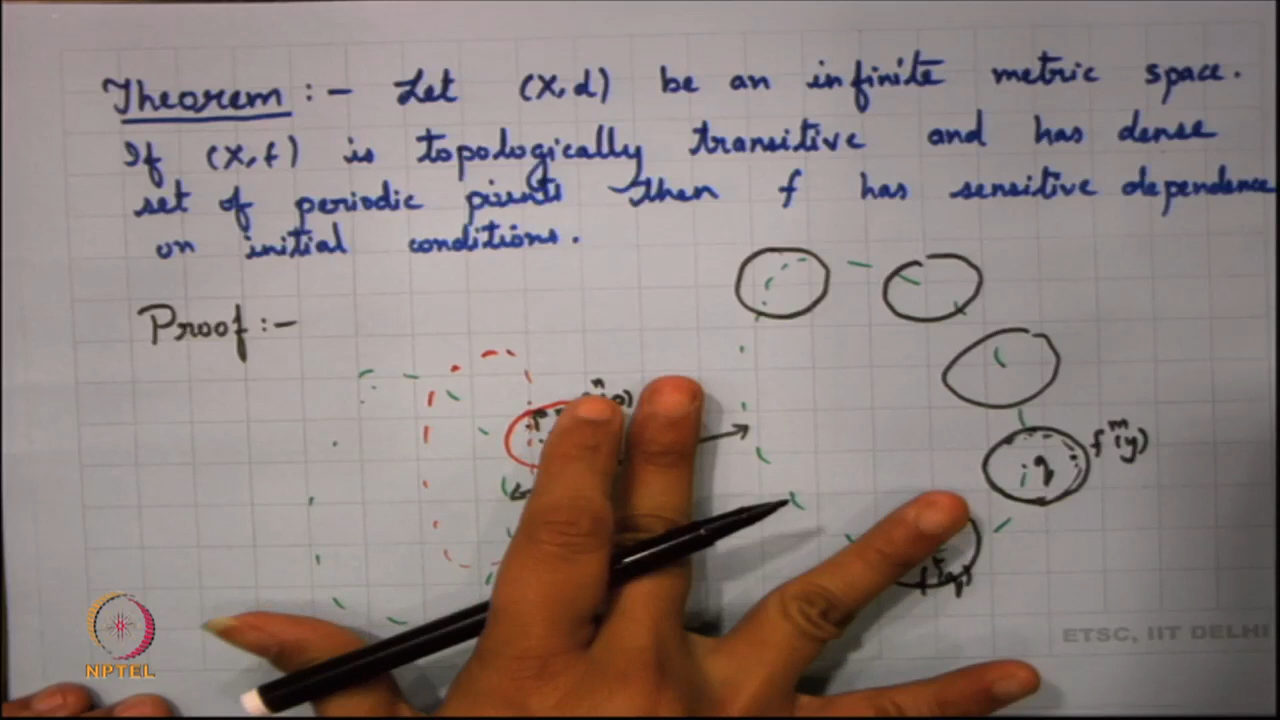 Theorem :- Let (X,d) be an infinite metric space.
If (X,f) is topologically transitive and has dense
set of periodic points then f has sensitive dependence
on initial conditions.
Proof :-
f^m(y)
q
ETSC, IIT DELHI
NPTEL